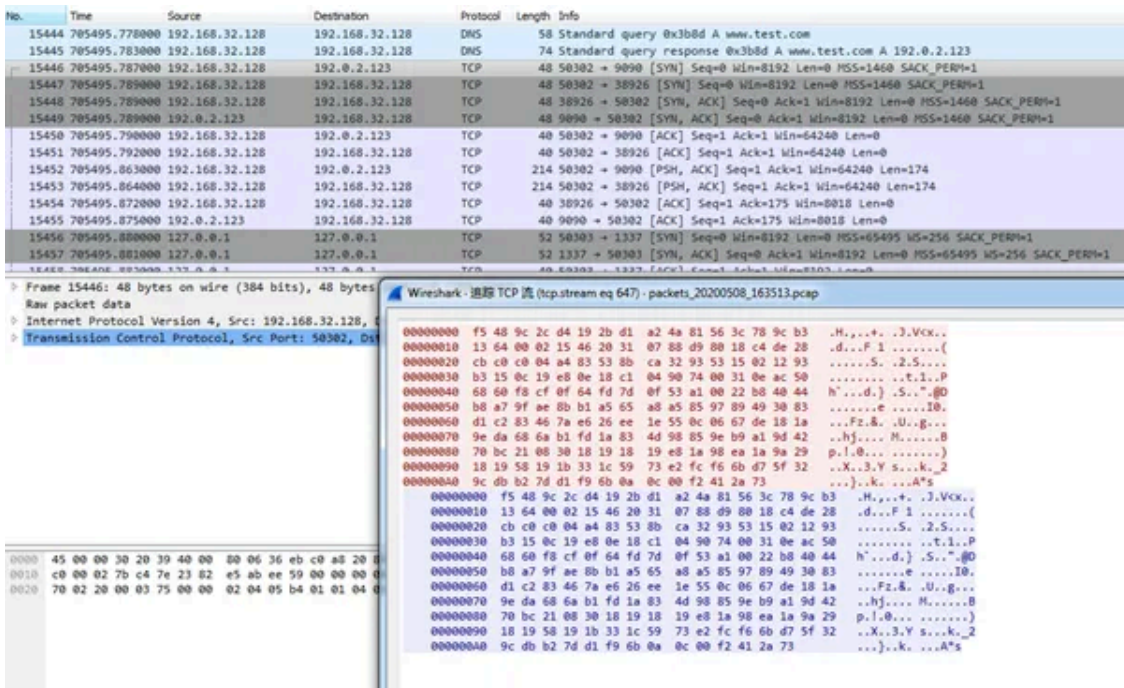 No. Time Source Destination Protocol Length Info
15444 705495.778000 192.168.32.128 192.168.32.128 DNS 58 Standard query 0x3b8d A www.test.com
15445 705495.783000 192.168.32.128 192.168.32.128 DNS 74 Standard query response 0x3b8d A www.test.com A 192.0.2.123
15446 705495.787000 192.168.32.128 192.0.2.123 TCP 48 50302 → 9090 [SYN] Seq=0 Win=8192 Len=0 MSS=1460 SACK_PERM=1
15447 705495.789000 192.168.32.128 192.168.32.128 TCP 48 50302 → 38926 [SYN] Seq=0 Win=8192 Len=0 MSS=1460 SACK_PERM=1
15448 705495.789000 192.168.32.128 192.168.32.128 TCP 48 38926 → 50302 [SYN, ACK] Seq=0 Ack=1 Win=8192 Len=0 MSS=1460 SACK_PERM=1
15449 705495.789000 192.0.2.123 192.168.32.128 TCP 48 9090 → 50302 [SYN, ACK] Seq=0 Ack=1 Win=8192 Len=0 MSS=1460 SACK_PERM=1
15450 705495.790000 192.168.32.128 192.0.2.123 TCP 40 50302 → 9090 [ACK] Seq=1 Ack=1 Win=64240 Len=0
15451 705495.792000 192.168.32.128 192.168.32.128 TCP 40 50302 → 38926 [ACK] Seq=1 Ack=1 Win=64240 Len=0
15452 705495.863000 192.168.32.128 192.0.2.123 TCP 214 50302 → 9090 [PSH, ACK] Seq=1 Ack=1 Win=64240 Len=174
15453 705495.864000 192.168.32.128 192.168.32.128 TCP 214 50302 → 38926 [PSH, ACK] Seq=1 Ack=1 Win=64240 Len=174
15454 705495.872000 192.168.32.128 192.168.32.128 TCP 40 38926 → 50302 [ACK] Seq=1 Ack=175 Win=8018 Len=0
15455 705495.875000 192.0.2.123 192.168.32.128 TCP 40 9090 → 50302 [ACK] Seq=1 Ack=175 Win=8018 Len=0
15456 705495.880000 127.0.0.1 127.0.0.1 TCP 52 50303 → 1337 [SYN] Seq=0 Win=8192 Len=0 MSS=65495 WS=256 SACK_PERM=1
15457 705495.881000 127.0.0.1 127.0.0.1 TCP 52 1337 → 50303 [SYN, ACK] Seq=0 Ack=1 Win=8192 Len=0 MSS=65495 WS=256 SACK_PERM=1
Frame 15446: 48 bytes on wire (384 bits), 48 bytes
Raw packet data
Internet Protocol Version 4, Src: 192.168.32.128,
Transmission Control Protocol, Src Port: 50302,
Wireshark · 追踪 TCP 流 (tcp.stream eq 647) · packets_20200508_163513.pcap
00000000 f5 48 9c 2c d4 19 2b d1 a2 4a 81 56 3c 78 9c b3 .H.,..+. .J.V<x..
00000010 13 64 00 02 15 46 20 31 07 88 d9 80 18 c4 de 28 .d...F 1 .......(
00000020 cb c0 c0 04 a4 83 53 8b ca 32 93 53 15 02 12 93 ......S. .2.S....
00000030 b3 15 0c 19 e8 0e 18 c1 04 90 74 00 31 0e ac 50 ........ ..t.1..P
00000040 68 60 f8 cf 0f 64 fd 7d 0f 53 a1 00 22 b8 40 44 h`...d.} .S..".@D
00000050 b8 a7 9f ae 8b b1 a5 65 a8 a5 85 97 89 49 30 83 .......e .....I0.
00000060 d1 c2 83 46 7a e6 26 ee 1e 55 0c 06 67 de 18 1a ...Fz.&. .U..g...
00000070 9e da 68 6a b1 fd 1a 83 4d 98 85 9e b9 a1 9d 42 ..hj.... M......B
00000080 70 bc 21 08 30 18 19 18 19 e8 1a 98 ea 1a 9a 29 p.!.0... .......)
00000090 18 19 58 19 1b 33 1c 59 73 e2 fc f6 6b d7 5f 32 ..X..3.Y s...k._2
000000A0 9c db b2 7d d1 f9 6b 0a 0c 00 f2 41 2a 73 ...}..k. ...A*s
00000000 f5 48 9c 2c d4 19 2b d1 a2 4a 81 56 3c 78 9c b3 .H.,..+. .J.V<x..
00000010 13 64 00 02 15 46 20 31 07 88 d9 80 18 c4 de 28 .d...F 1 .......(
00000020 cb c0 c0 04 a4 83 53 8b ca 32 93 53 15 02 12 93 ......S. .2.S....
00000030 b3 15 0c 19 e8 0e 18 c1 04 90 74 00 31 0e ac 50 ........ ..t.1..P
00000040 68 60 f8 cf 0f 64 fd 7d 0f 53 a1 00 22 b8 40 44 h`...d.} .S..".@D
00000050 b8 a7 9f ae 8b b1 a5 65 a8 a5 85 97 89 49 30 83 .......e .....I0.
00000060 d1 c2 83 46 7a e6 26 ee 1e 55 0c 06 67 de 18 1a ...Fz.&. .U..g...
00000070 9e da 68 6a b1 fd 1a 83 4d 98 85 9e b9 a1 9d 42 ..hj.... M......B
00000080 70 bc 21 08 30 18 19 18 19 e8 1a 98 ea 1a 9a 29 p.!.0... .......)
00000090 18 19 58 19 1b 33 1c 59 73 e2 fc f6 6b d7 5f 32 ..X..3.Y s...k._2
000000A0 9c db b2 7d d1 f9 6b 0a 0c 00 f2 41 2a 73 ...}..k. ...A*s
0000 45 00 00 30 20 39 40 00 80 06 36 eb c0 a8 20
0010 c0 00 02 7b c4 7e 23 82 e5 ab ee 59 00 00 00
0020 70 02 20 00 03 75 00 00 02 04 05 b4 01 01 04